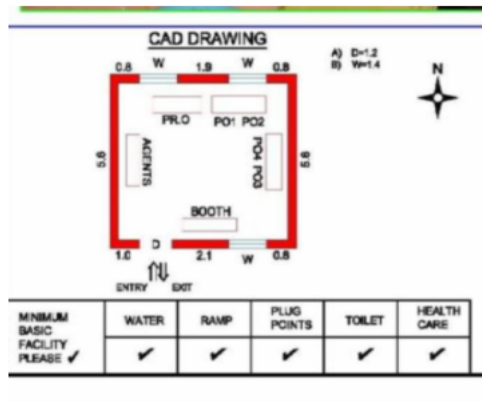 CAD DRAWING
A) D=1.2
B) W=1.4
N
0.8 W 1.9 W 0.8
PR.O
PO1 PO2
5.6
AGENTS
PO4 PO3
5.6
BOOTH
D
1.0 2.1 W 0.8
ENTRY EXIT
MINIMUM BASIC FACILITY PLEASE ✓
WATER
RAMP
PLUG POINTS
TOILET
HEALTH CARE
✓ ✓ ✓ ✓ ✓